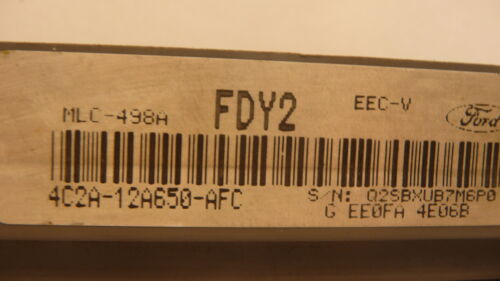 MLC-498A FDY2 EEC-V Ford
4C2A-12A650-AFC S/N: Q2SBXUB7M6P0
G EE0FA 4E06B